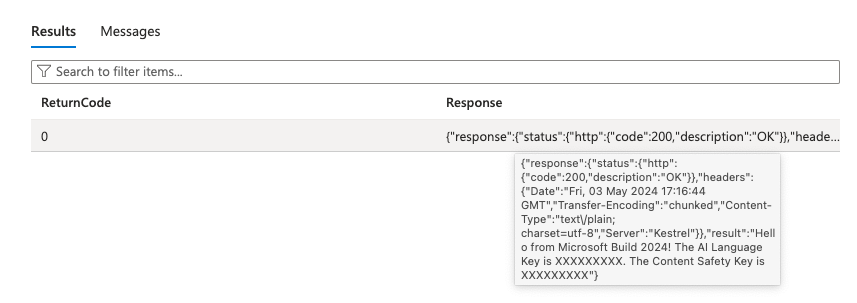 Results Messages
Search to filter items...
ReturnCode Response
0 {"response":{"status":{"http":{"code":200,"description":"OK"}},"heade...
{"response":{"status":{"http":
{"code":200,"description":"OK"}},"headers":
{"Date":"Fri, 03 May 2024 17:16:44
GMT","Transfer-Encoding":"chunked","Content-
Type":"text\/plain;
charset=utf-8","Server":"Kestrel"}},"result":"Hell
o from Microsoft Build 2024! The AI Language
Key is XXXXXXXXX. The Content Safety Key is
XXXXXXXXX"}